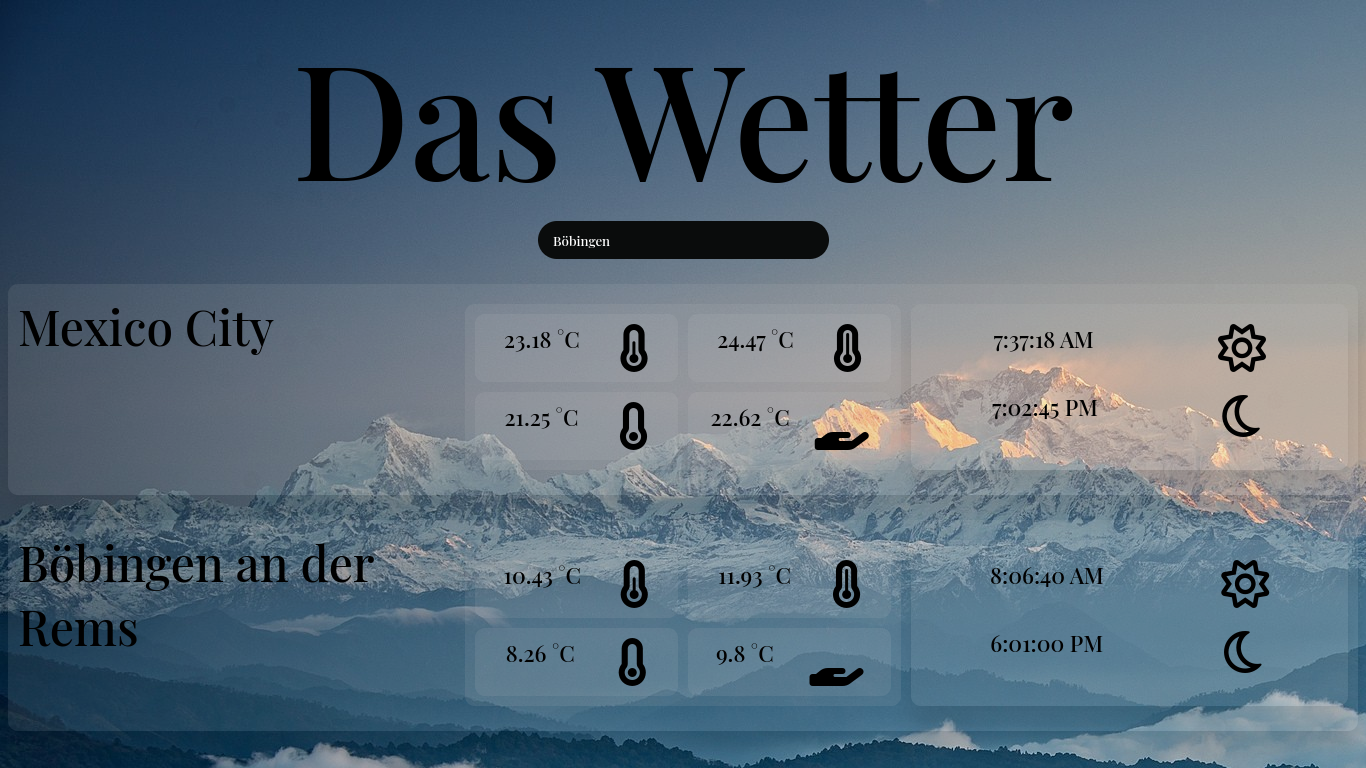 Das Wetter
Böbingen
Mexico City
23.18 °C
24.47 °C
21.25 °C
22.62 °C
7:37:18 AM
7:02:45 PM
Böbingen an der
Rems
10.43 °C
11.93 °C
8.26 °C
9.8 °C
8:06:40 AM
6:01:00 PM